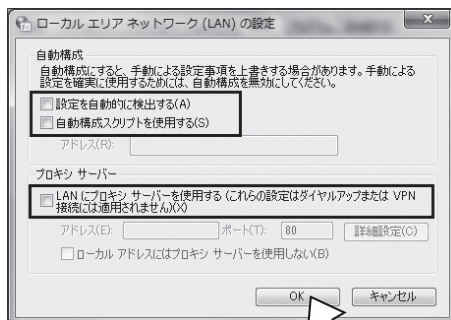 ローカル エリア ネットワーク (LAN) の設定
自動構成
自動構成にすると、手動による設定事項を上書きする場合があります。手動による
設定を確実に使用するためには、自動構成を無効にしてください。
設定を自動的に検出する(A)
自動構成スクリプトを使用する(S)
アドレス(R):
プロキシ サーバー
LAN にプロキシ サーバーを使用する (これらの設定はダイヤルアップまたは VPN
接続には適用されません)(X)
アドレス(E): ポート(T): 80 詳細設定(C)
ローカル アドレスにはプロキシ サーバーを使用しない(B)
OK キャンセル